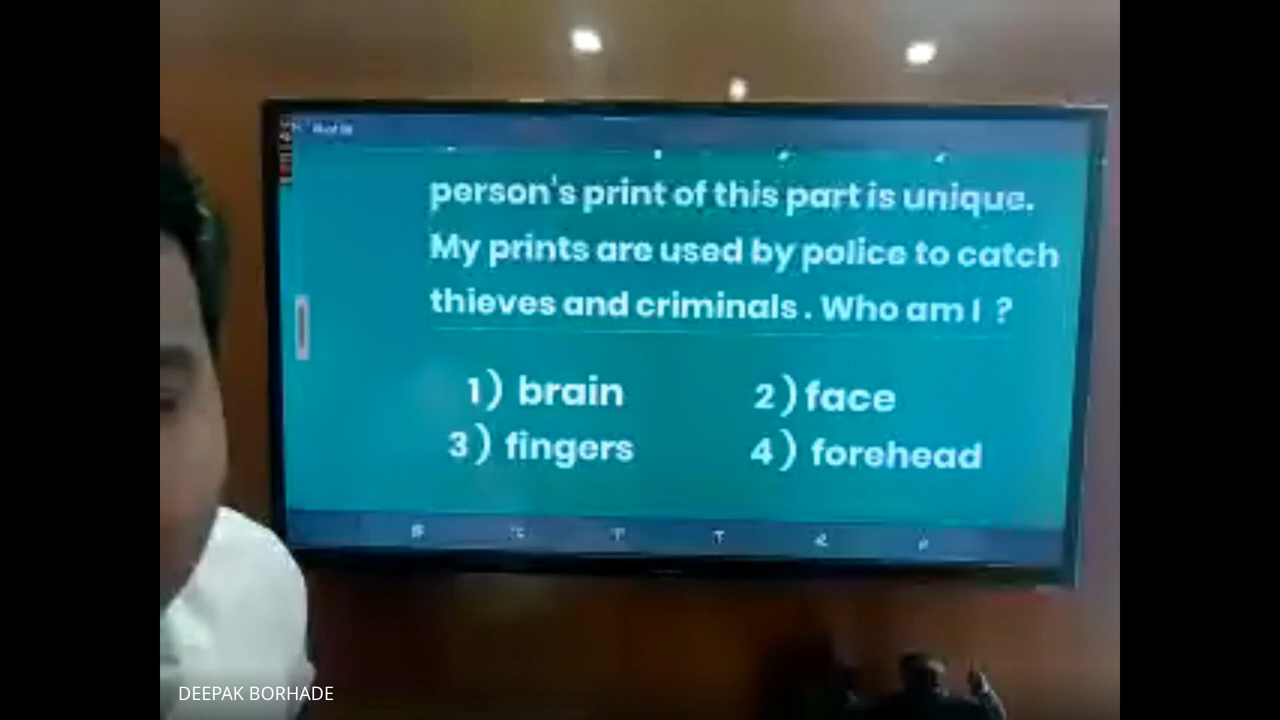 person's print of this part is unique.
My prints are used by police to catch
thieves and criminals . Who am I ?
1 ) brain
2 ) face
3 ) fingers
4 ) forehead
DEEPAK BORHADE